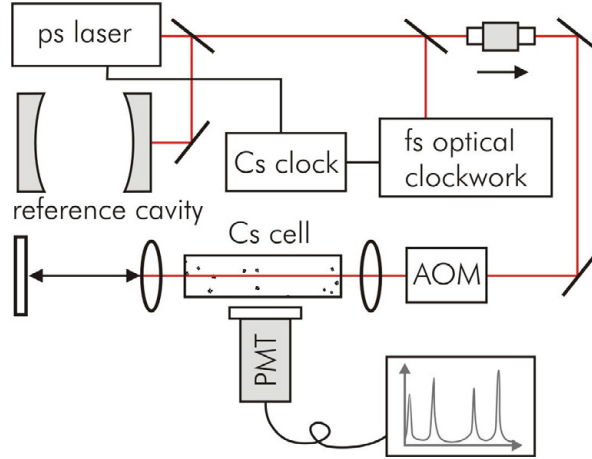 ps laser
Cs clock
fs optical
clockwork
reference cavity
Cs cell
AOM
PMT